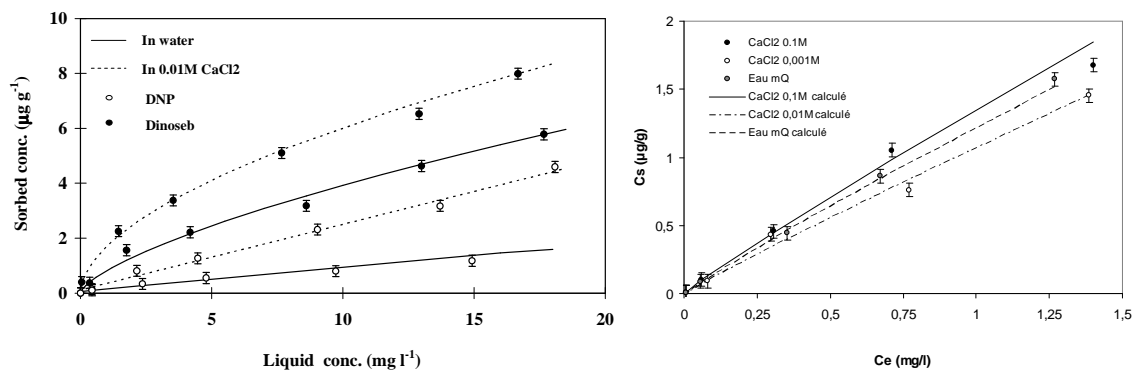 10
8
6
4
2
0
Sorbed conc. (µg g-1)
In water
In 0.01M CaCl2
DNP
Dinoseb
0
5
10
15
20
Liquid conc. (mg l-1)
2
1,5
1
0,5
0
Cs (µg/g)
CaCl2 0.1M
CaCl2 0,001M
Eau mQ
CaCl2 0,1M calculé
CaCl2 0,01M calculé
Eau mQ calculé
0
0,25
0,5
0,75
1
1,25
1,5
Ce (mg/l)